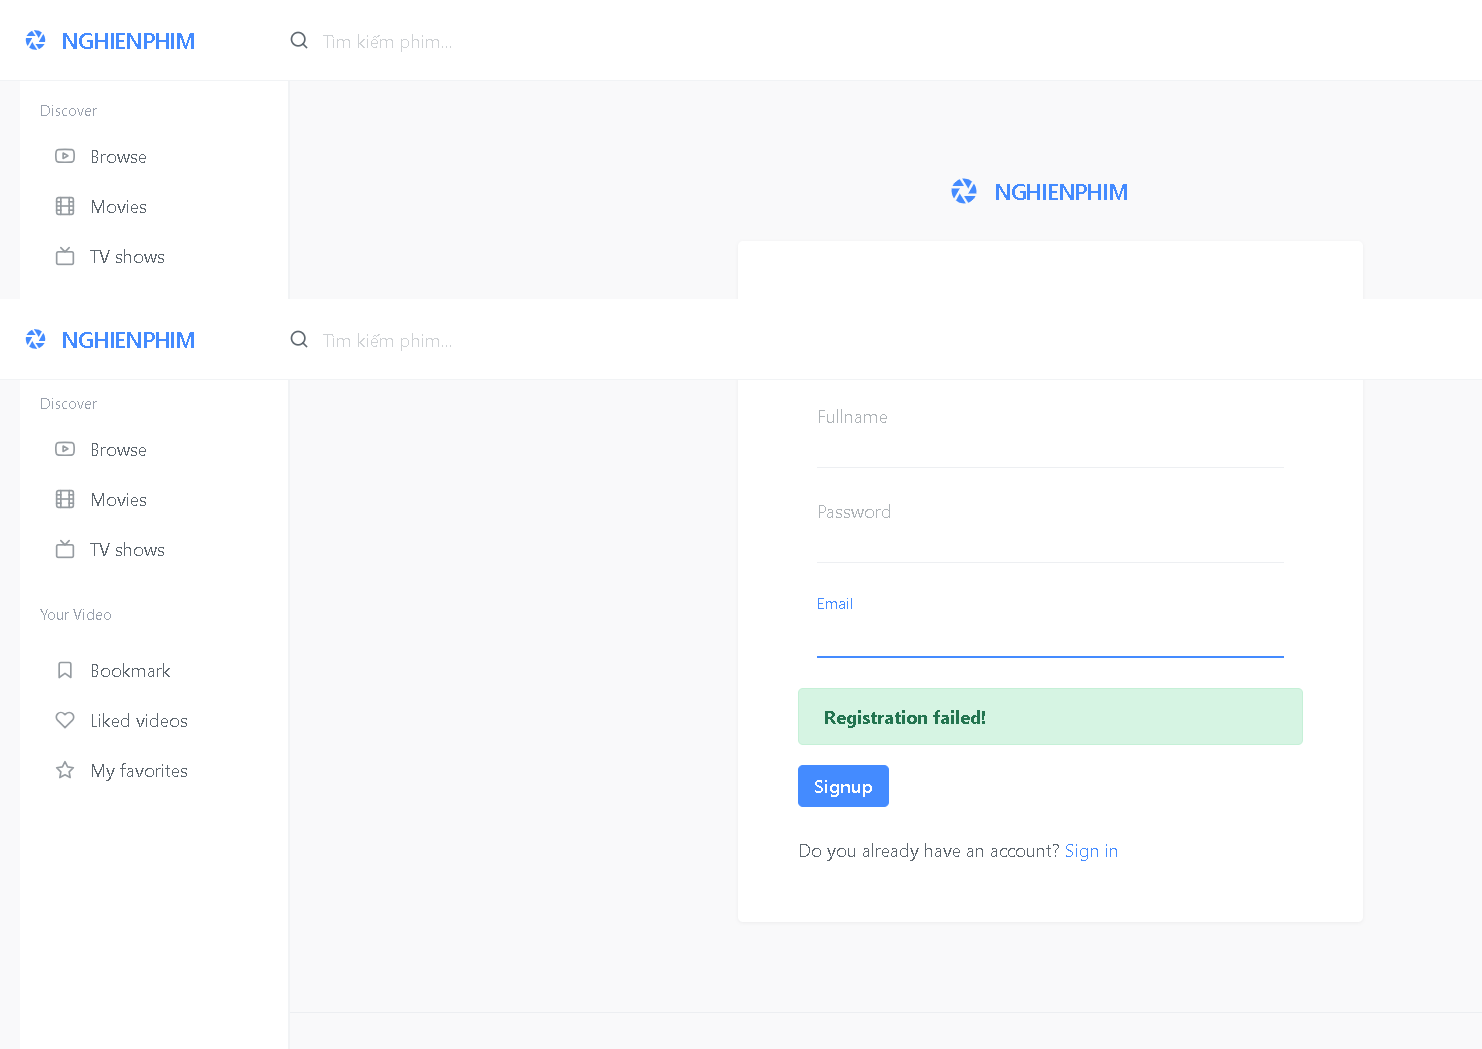 NGHIENPHIM
Tìm kiếm phim...
Discover
Browse
Movies
TV shows
NGHIENPHIM
NGHIENPHIM
Tìm kiếm phim...
Discover
Browse
Movies
TV shows
Your Video
Bookmark
Liked videos
My favorites
Fullname
Password
Email
Registration failed!
Signup
Do you already have an account? Sign in